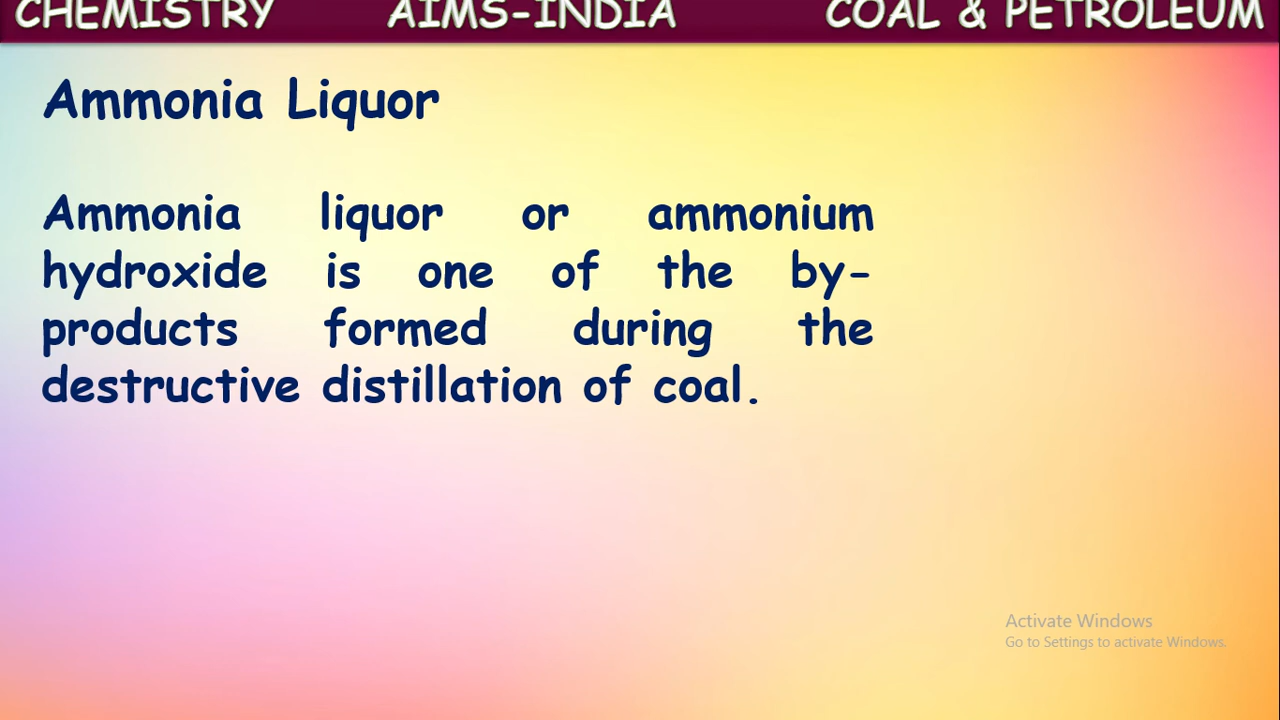 CHEMISTRY AIMS-INDIA COAL & PETROLEUM
Ammonia Liquor
Ammonia liquor or ammonium
hydroxide is one of the by-
products formed during the
destructive distillation of coal.
Activate Windows
Go to Settings to activate Windows.